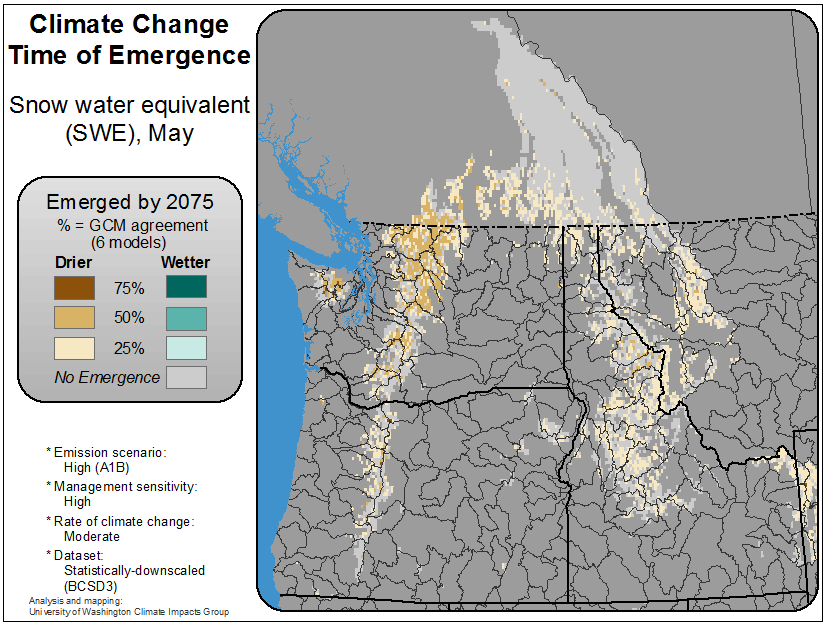 Climate Change
Time of Emergence
Snow water equivalent
(SWE), May
Emerged by 2075
% = GCM agreement
(6 models)
Drier Wetter
75%
50%
25%
No Emergence
* Emission scenario:
High (A1B)
* Management sensitivity:
High
* Rate of climate change:
Moderate
* Dataset:
Statistically-downscaled
(BCSD3)
Analysis and mapping:
University of Washington Climate Impacts Group